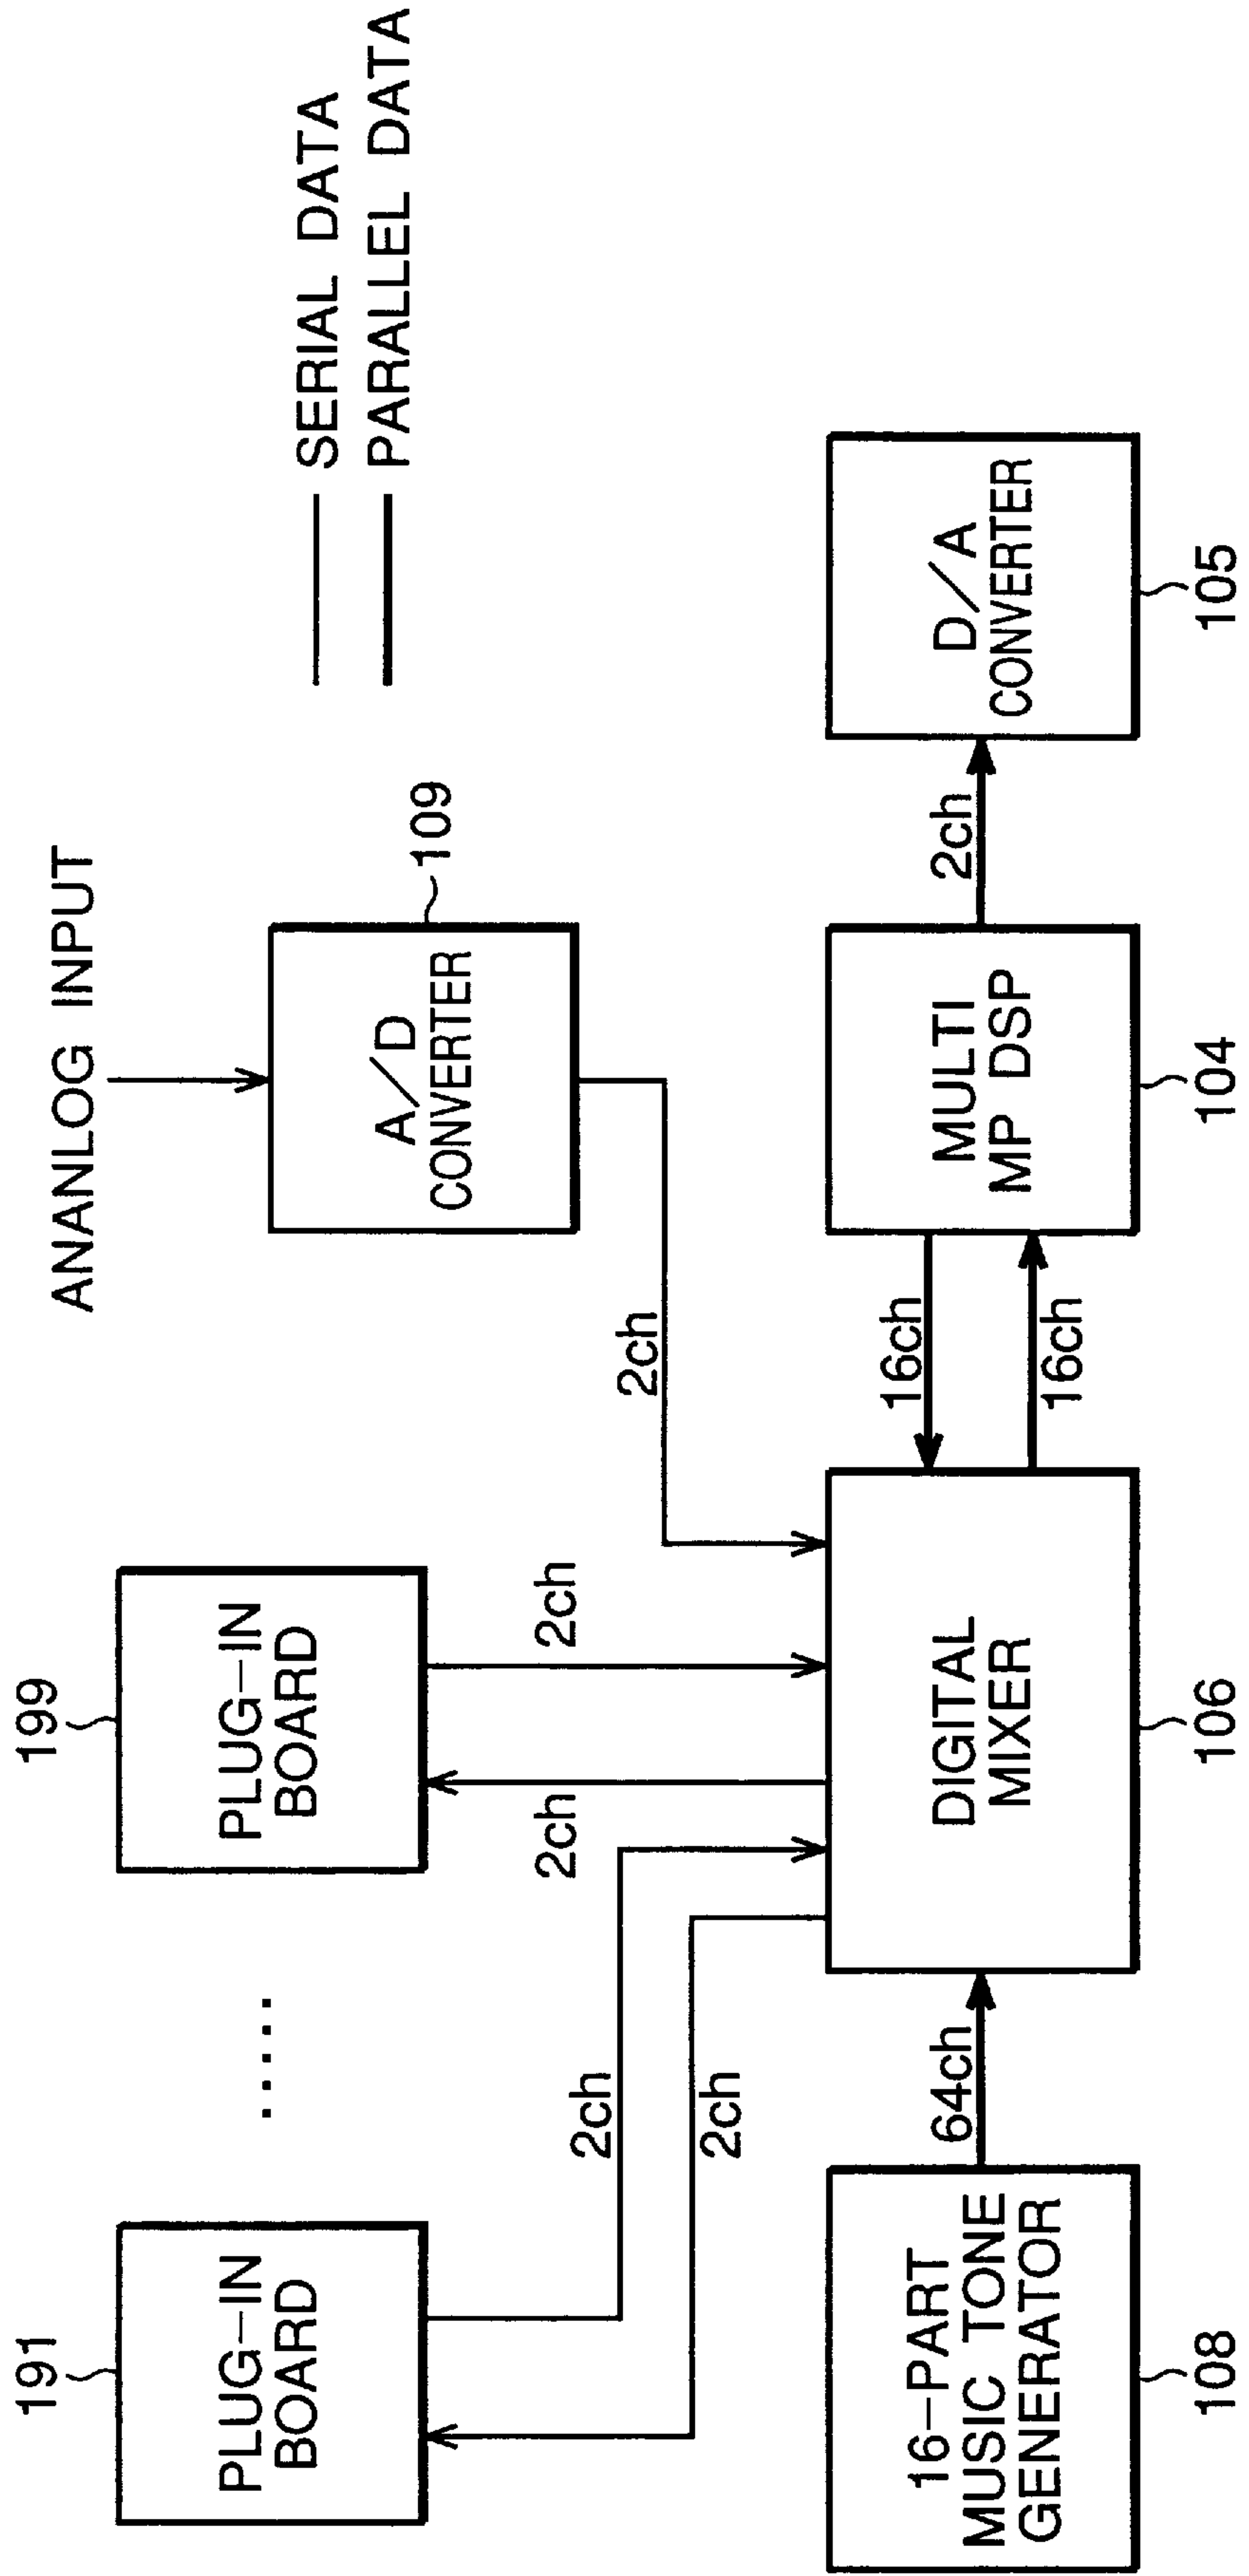 ANANLOG INPUT
191
199
PLUG-IN
BOARD
.....
PLUG-IN
BOARD
A/D
CONVERTER
109
SERIAL DATA
PARALLEL DATA
2ch
2ch
2ch
2ch
2ch
16-PART
MUSIC TONE
GENERATOR
108
64ch
DIGITAL
MIXER
106
16ch
16ch
MULTI
MP DSP
104
2ch
D/A
CONVERTER
105